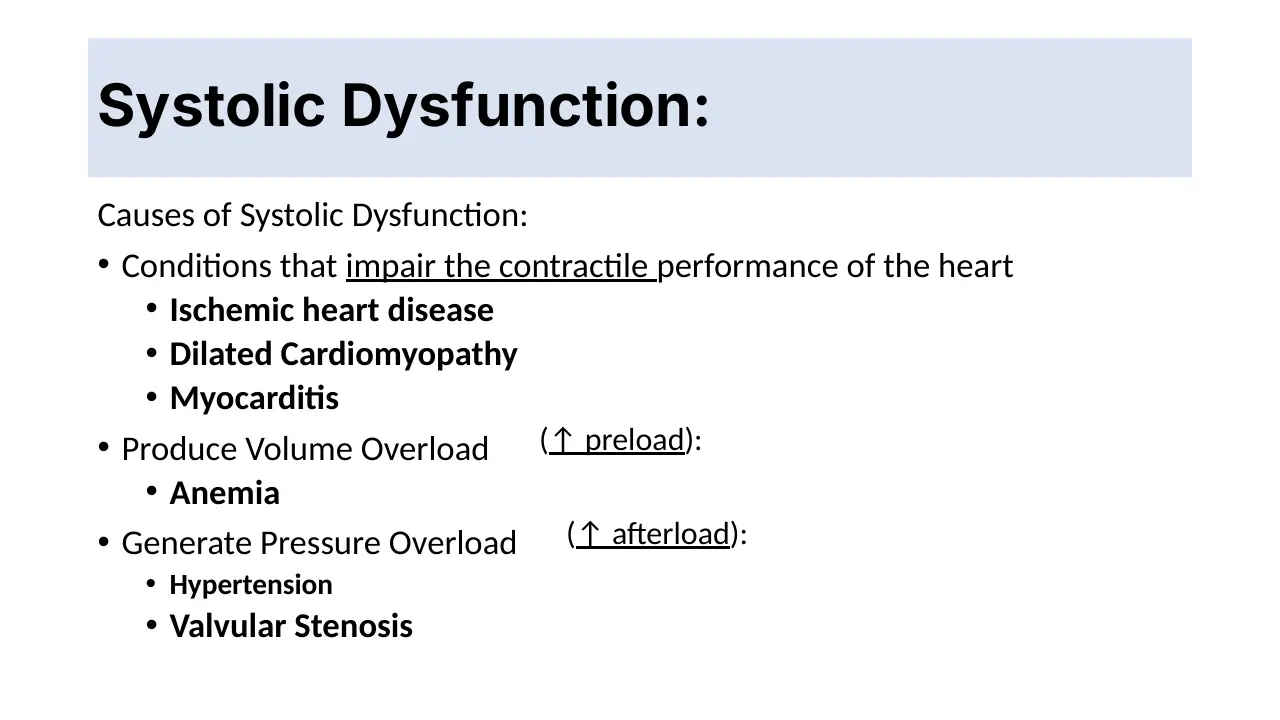 Systolic Dysfunction:
Causes of Systolic Dysfunction:
• Conditions that impair the contractile performance of the heart
• Ischemic heart disease
• Dilated Cardiomyopathy
• Myocarditis
• Produce Volume Overload (↑ preload):
• Anemia
• Generate Pressure Overload (↑ afterload):
• Hypertension
• Valvular Stenosis